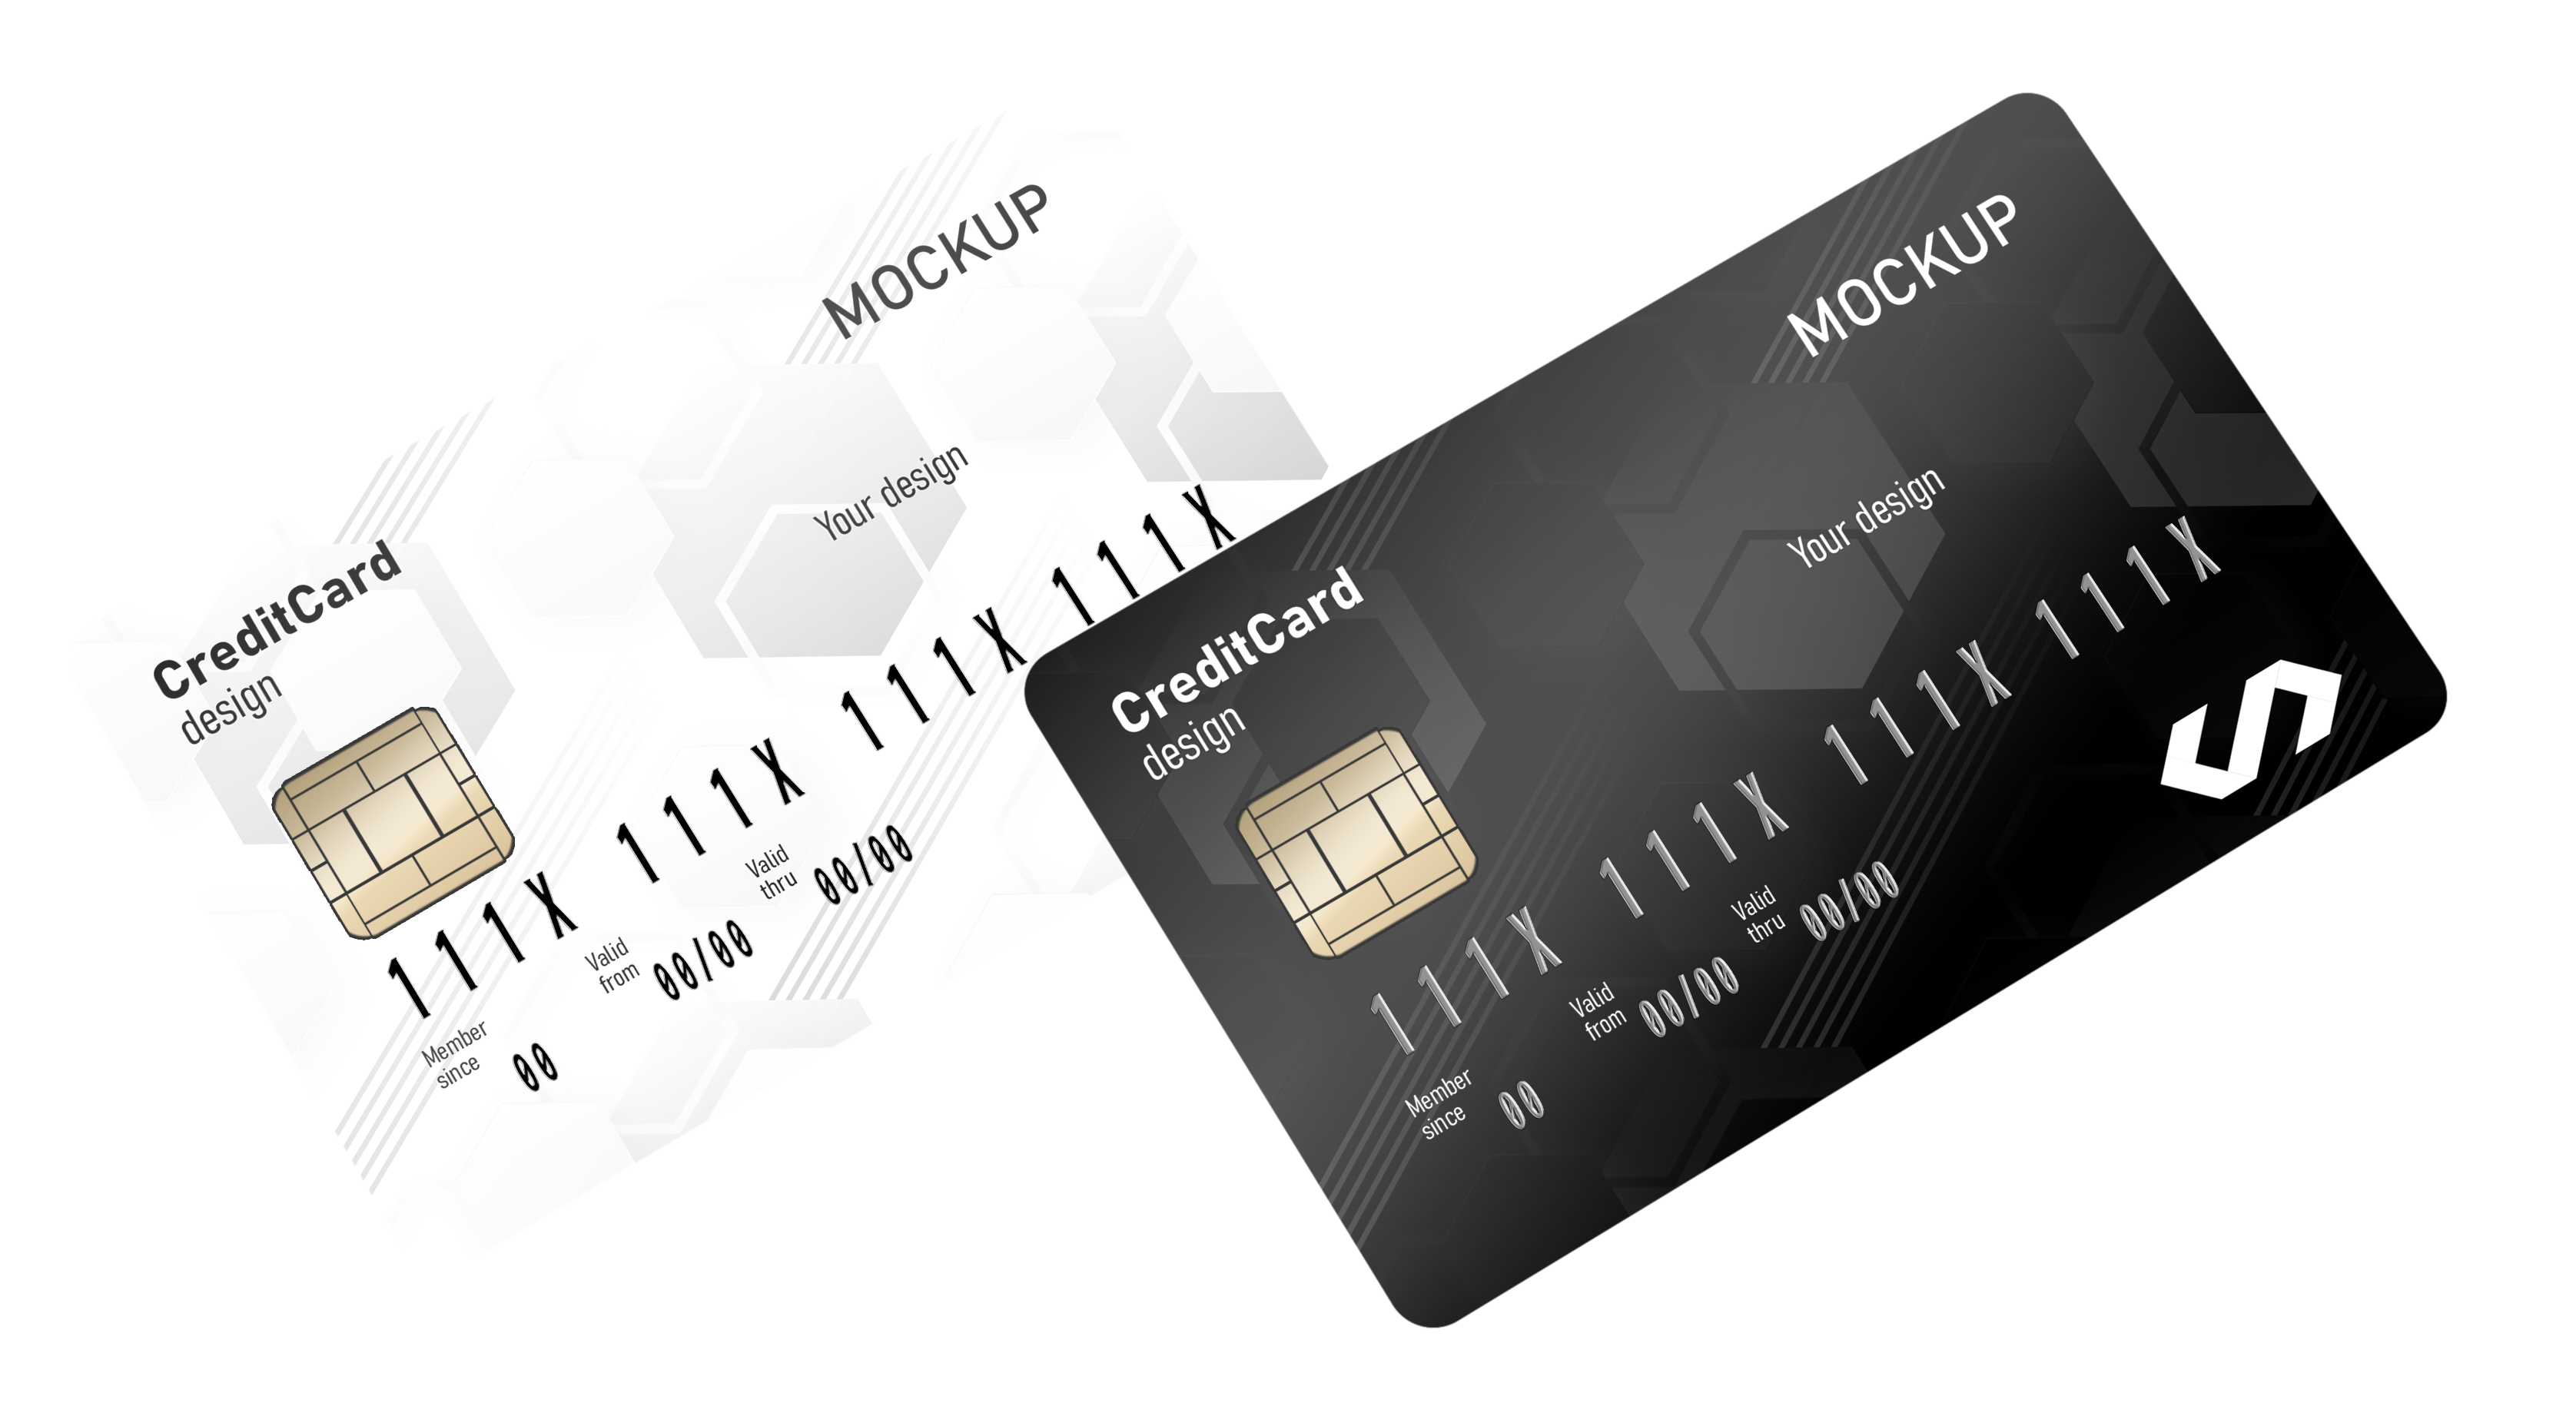 MOCKUP
Your design
CreditCard
design
111X 111X 111X 111X
Valid
thru
00/00
Valid
from
00/00
Member
since
00
MOCKUP
Your design
CreditCard
design
111X 111X 111X 111X
Valid
thru
00/00
Valid
from
00/00
Member
since
00